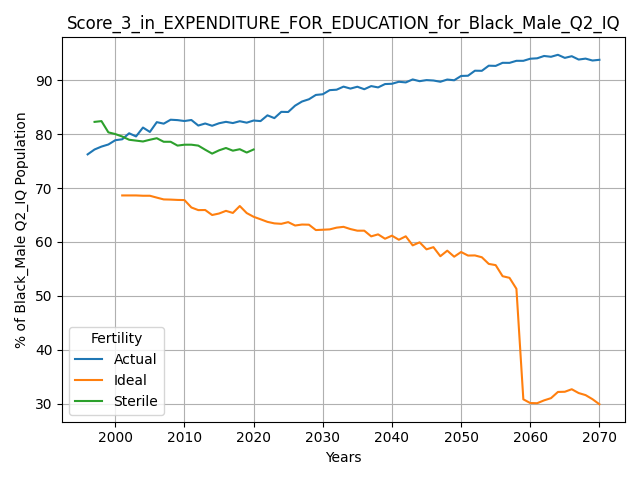 Score_3_in_EXPENDITURE_FOR_EDUCATION_for_Black_Male_Q2_IQ
% of Black_Male Q2_IQ Population
90
80
70
60
50
40
30
Fertility
Actual
Ideal
Sterile
2000 2010 2020 2030 2040 2050 2060 2070
Years